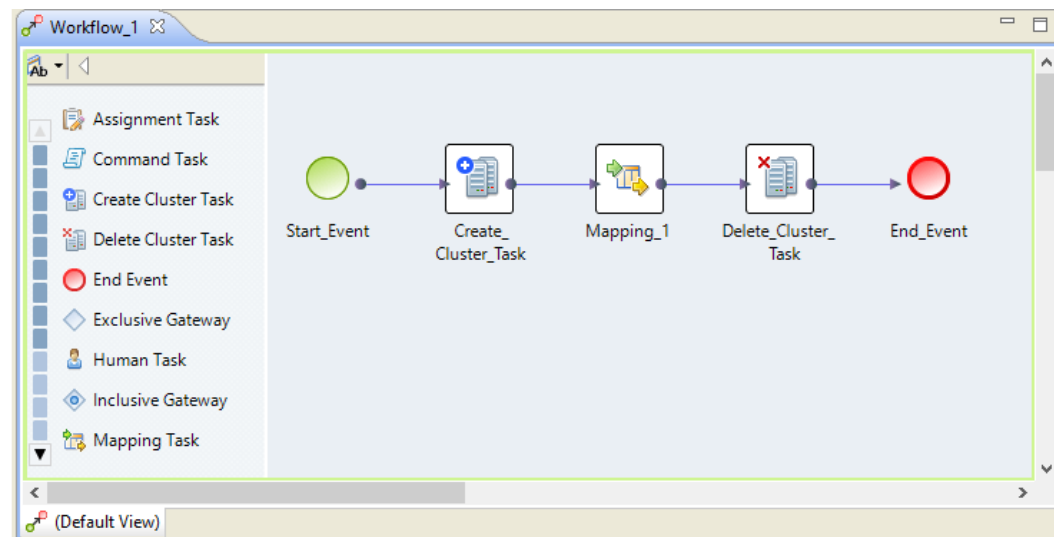 Workflow_1
Ab
Assignment Task
Command Task
Create Cluster Task
Delete Cluster Task
End Event
Exclusive Gateway
Human Task
Inclusive Gateway
Mapping Task
Start_Event
Create_
Cluster_Task
Mapping_1
Delete_Cluster_
Task
End_Event
(Default View)